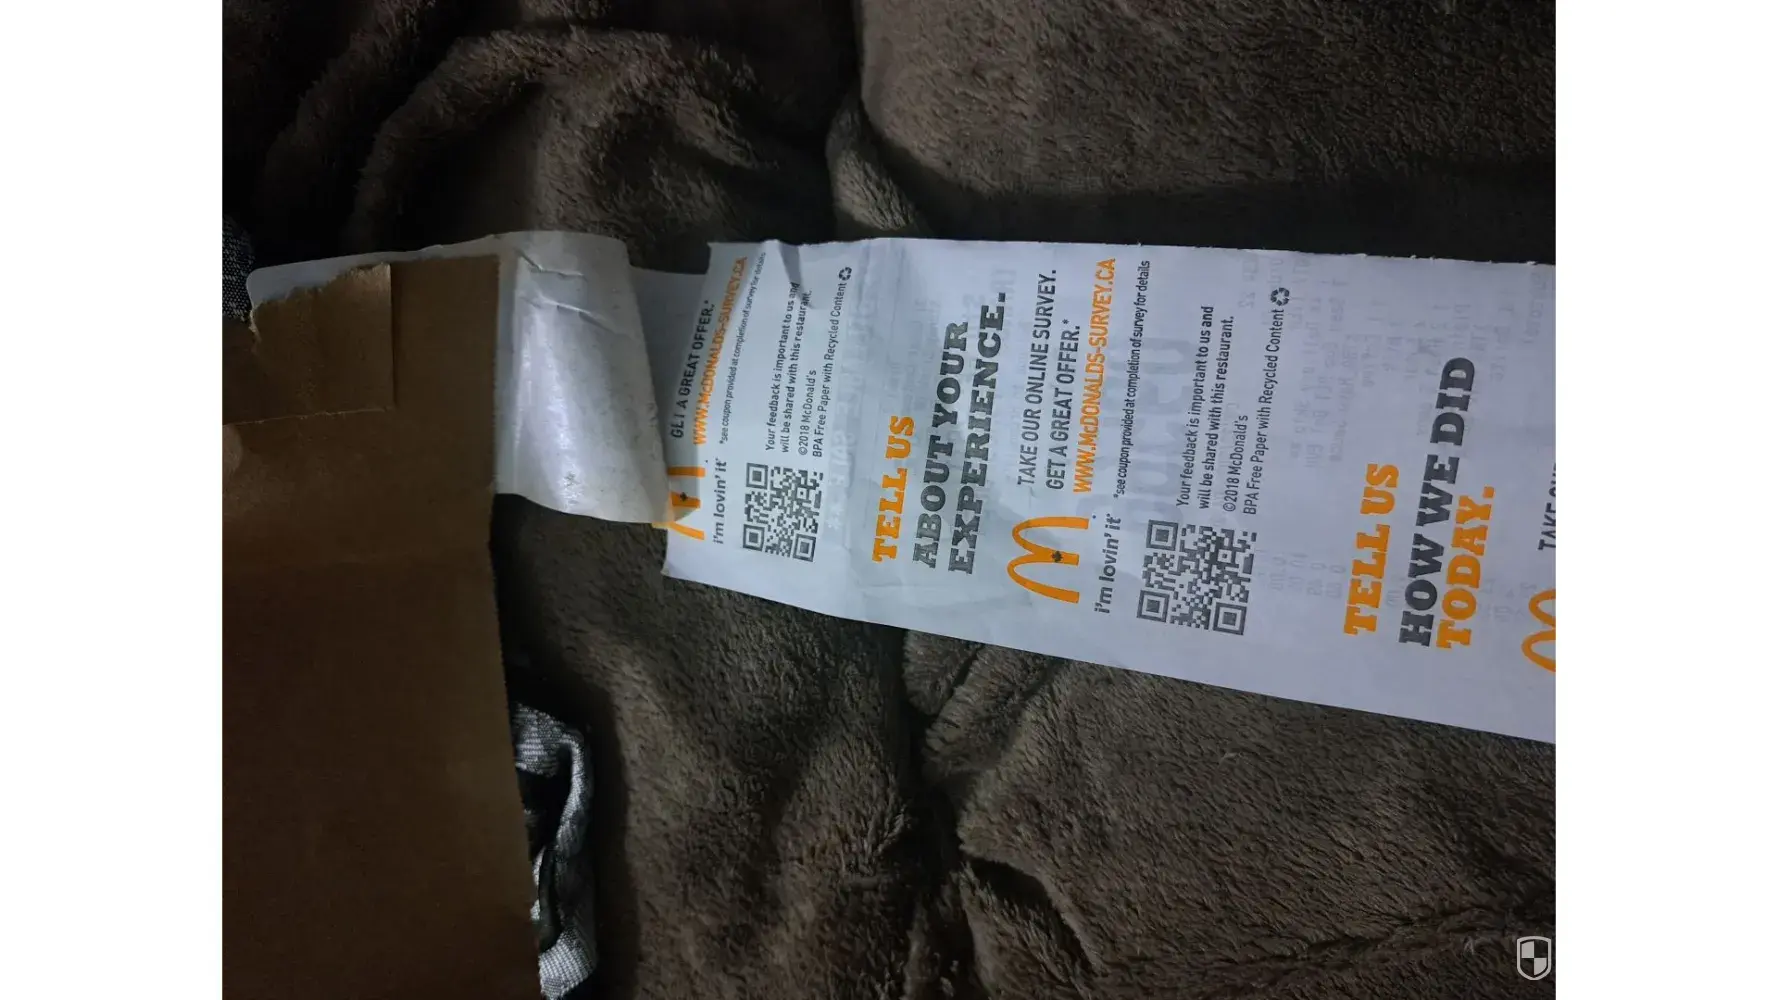 GET A GREAT OFFER.*
WWW.McDONALDS-SURVEY.CA
*see coupon provided at completion of survey for details
i'm lovin' it
Your feedback is important to us and
will be shared with this restaurant.
©2018 McDonald's
BPA Free Paper with Recycled Content
TELL US
ABOUT YOUR
EXPERIENCE.
TAKE OUR ONLINE SURVEY.
GET A GREAT OFFER.*
WWW.McDONALDS-SURVEY.CA
*see coupon provided at completion of survey for details
i'm lovin' it
Your feedback is important to us and
will be shared with this restaurant.
©2018 McDonald's
BPA Free Paper with Recycled Content
TELL US
HOW WE DID
TODAY.
TAKE